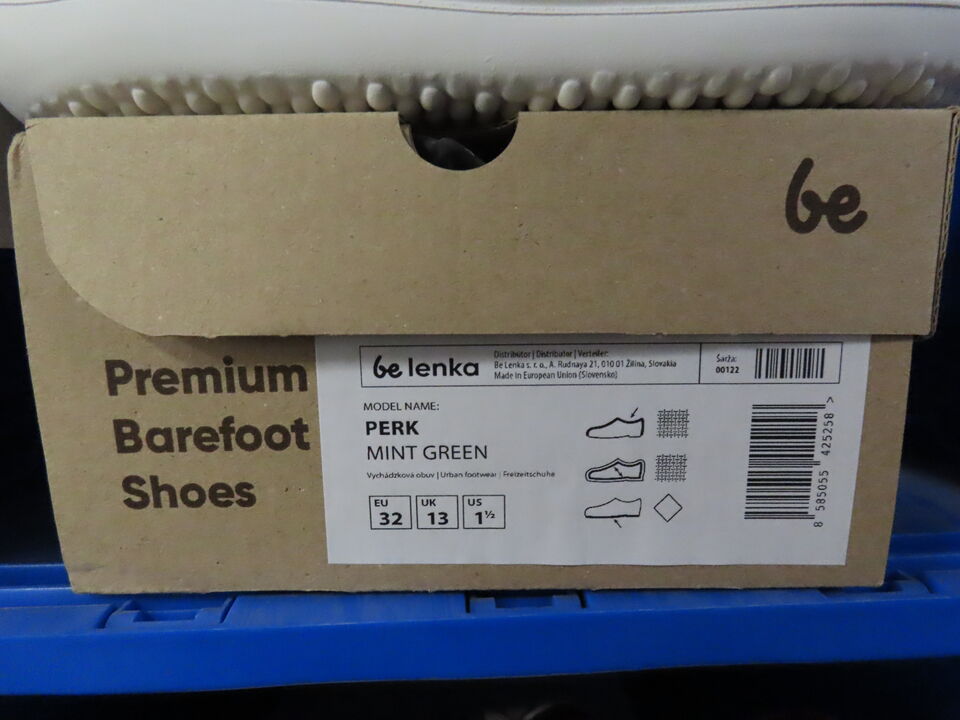 be
Premium
Barefoot
Shoes
be lenka
Distribútor | Distributor | Verteiler:
Be Lenka s. r. o., A. Rudnaya 21, 010 01 Žilina, Slovakia
Made in European Union (Slovensko)
Šarža:
00122
MODEL NAME:
PERK
MINT GREEN
Vychádzková obuv | Urban footwear | Freizeitschuhe
EU
32
UK
13
US
1½
8 585055 425258 >